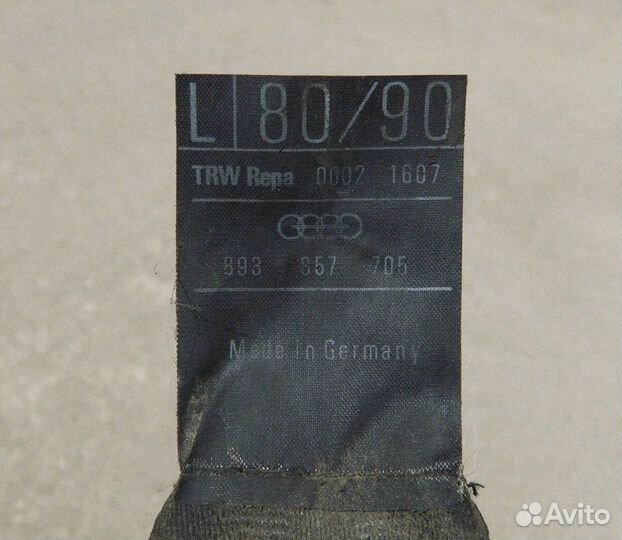 L 80/90
TRW Repa 0002 1607
893 857 705
Made in Germany
Avito